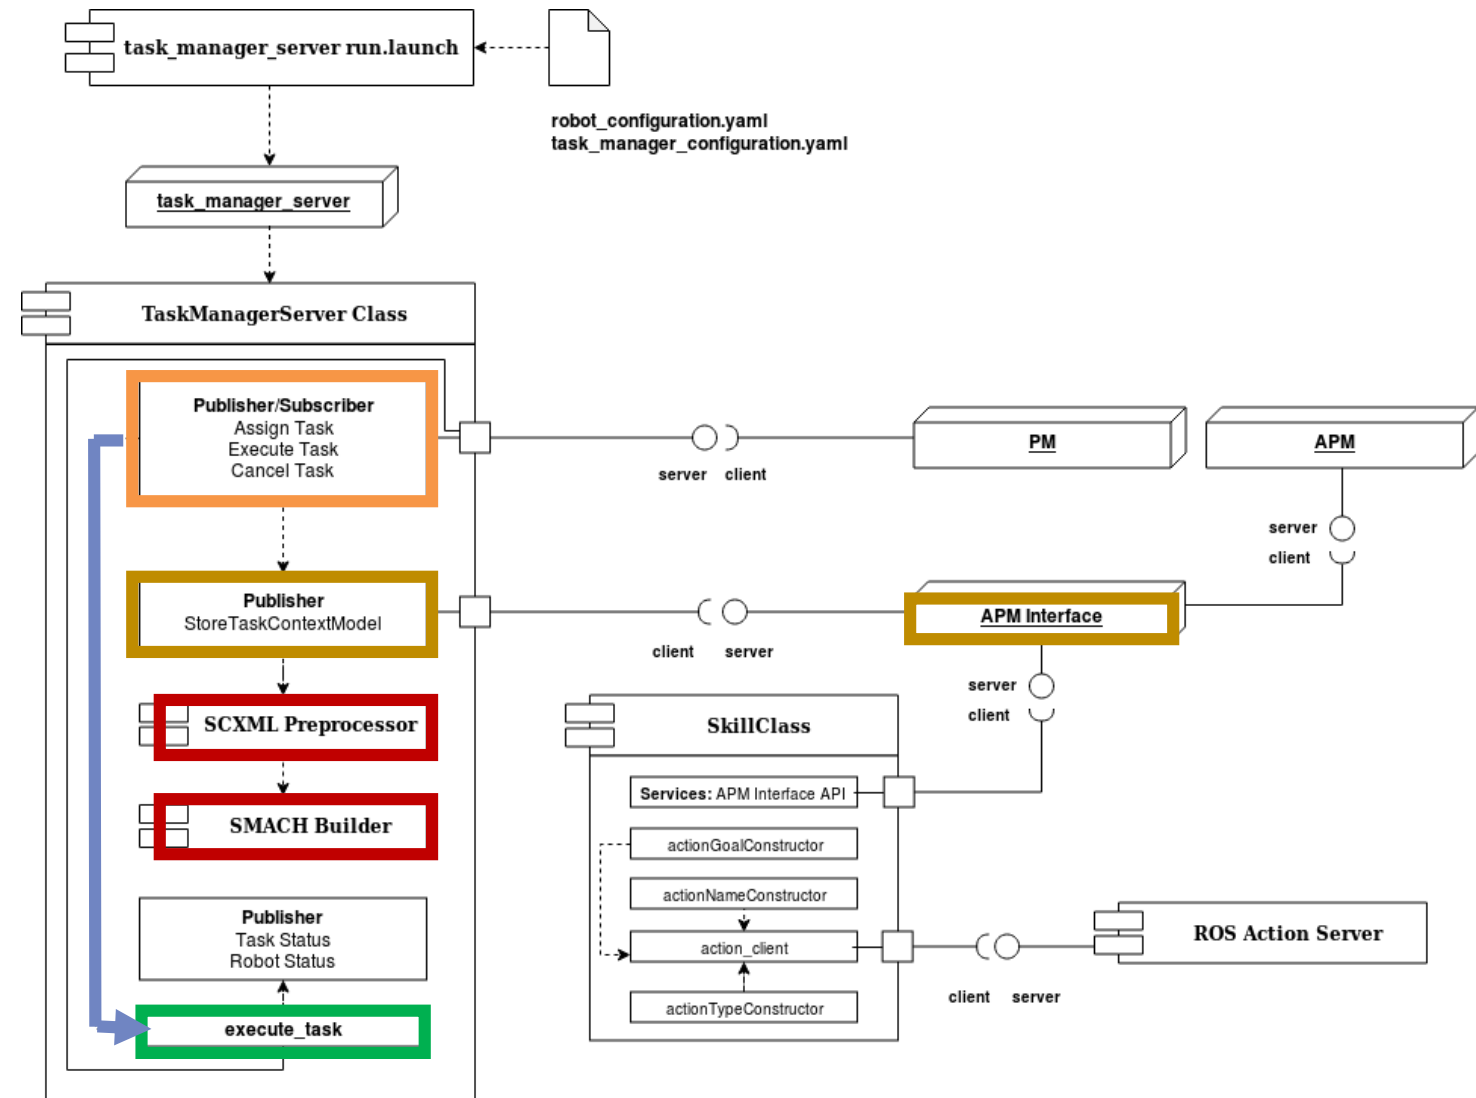 task_manager_server run.launch
robot_configuration.yaml
task_manager_configuration.yaml
task_manager_server
TaskManagerServer Class
Publisher/Subscriber
Assign Task
Execute Task
Cancel Task
server client
PM
APM
server
client
Publisher
StoreTaskContextModel
client server
APM Interface
server
client
SCXML Preprocessor
SkillClass
Services: APM Interface API
SMACH Builder
actionGoalConstructor
actionNameConstructor
Publisher
Task Status
Robot Status
action_client
ROS Action Server
client server
actionTypeConstructor
execute_task